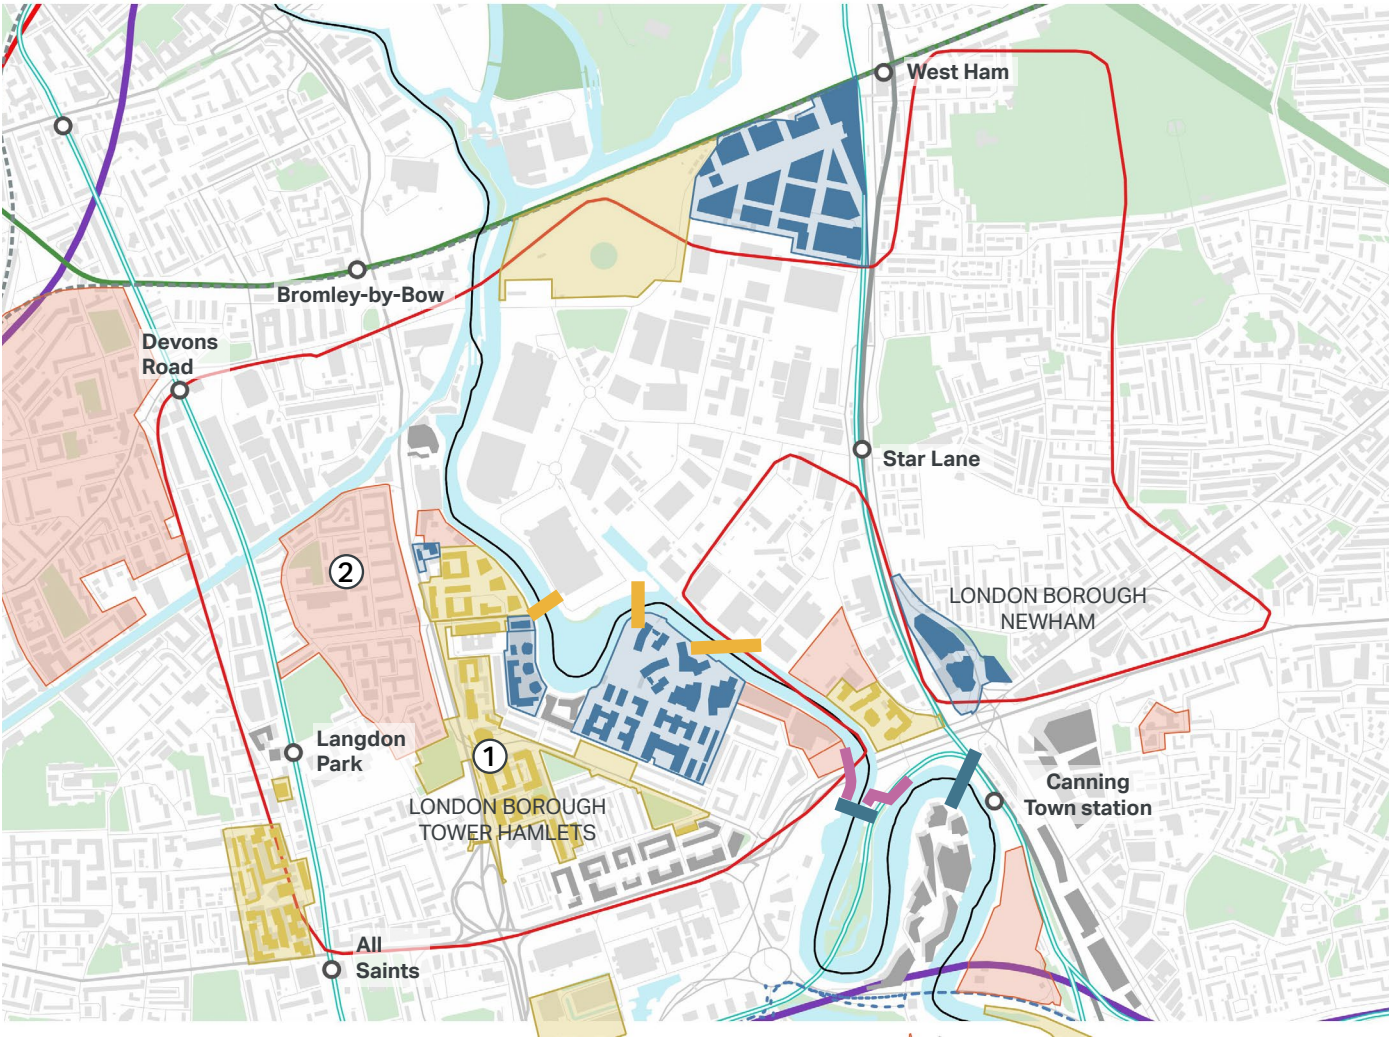 West Ham
Bromley-by-Bow
Devons
Road
Star Lane
2
LONDON BOROUGH
NEWHAM
Langdon
Park
1
LONDON BOROUGH
TOWER HAMLETS
Canning
Town station
All
Saints